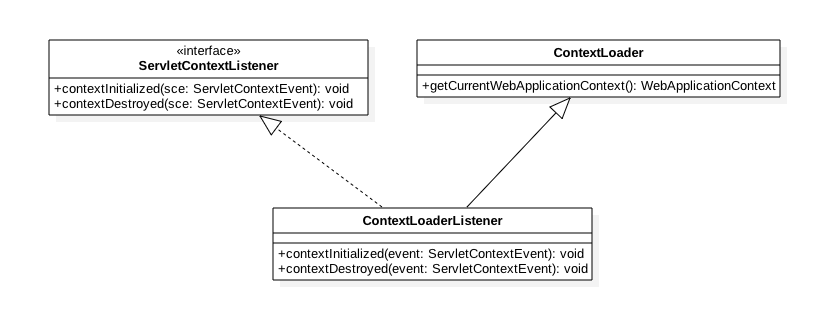 «interface»
ServletContextListener
+contextInitialized(sce: ServletContextEvent): void
+contextDestroyed(sce: ServletContextEvent): void
ContextLoader
+getCurrentWebApplicationContext(): WebApplicationContext
ContextLoaderListener
+contextInitialized(event: ServletContextEvent): void
+contextDestroyed(event: ServletContextEvent): void